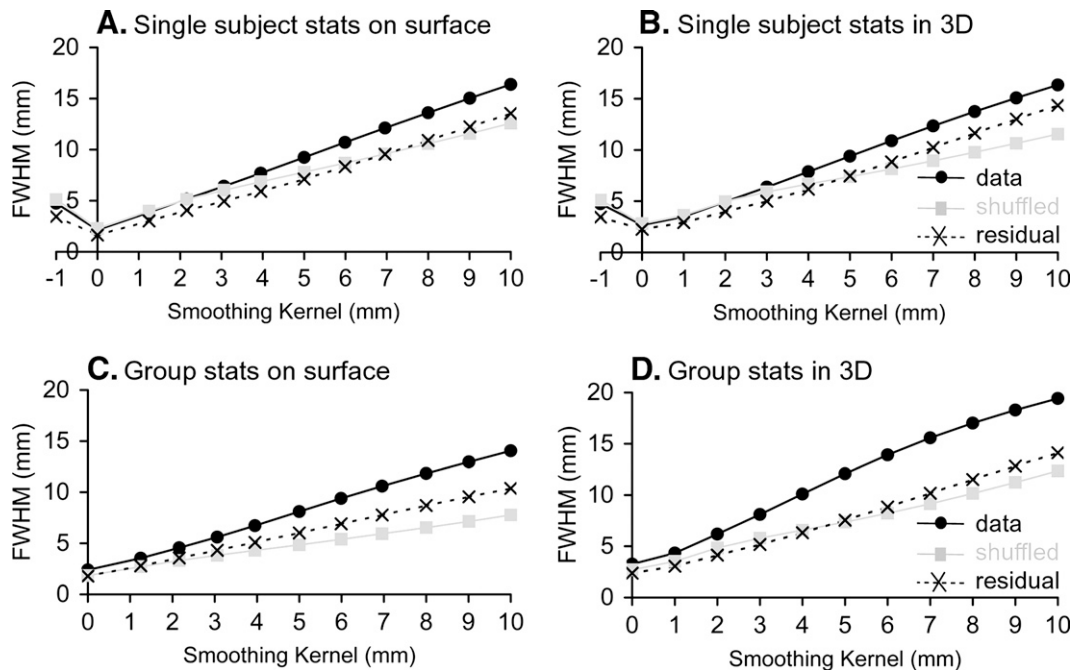 A. Single subject stats on surface
20
15
10
5
0
FWHM (mm)
-1 0 1 2 3 4 5 6 7 8 9 10
Smoothing Kernel (mm)
B. Single subject stats in 3D
20
15
10
5
0
FWHM (mm)
data
shuffled
residual
-1 0 1 2 3 4 5 6 7 8 9 10
Smoothing Kernel (mm)
C. Group stats on surface
20
15
10
5
0
FWHM (mm)
0 1 2 3 4 5 6 7 8 9 10
Smoothing Kernel (mm)
D. Group stats in 3D
20
15
10
5
0
FWHM (mm)
data
shuffled
residual
0 1 2 3 4 5 6 7 8 9 10
Smoothing Kernel (mm)